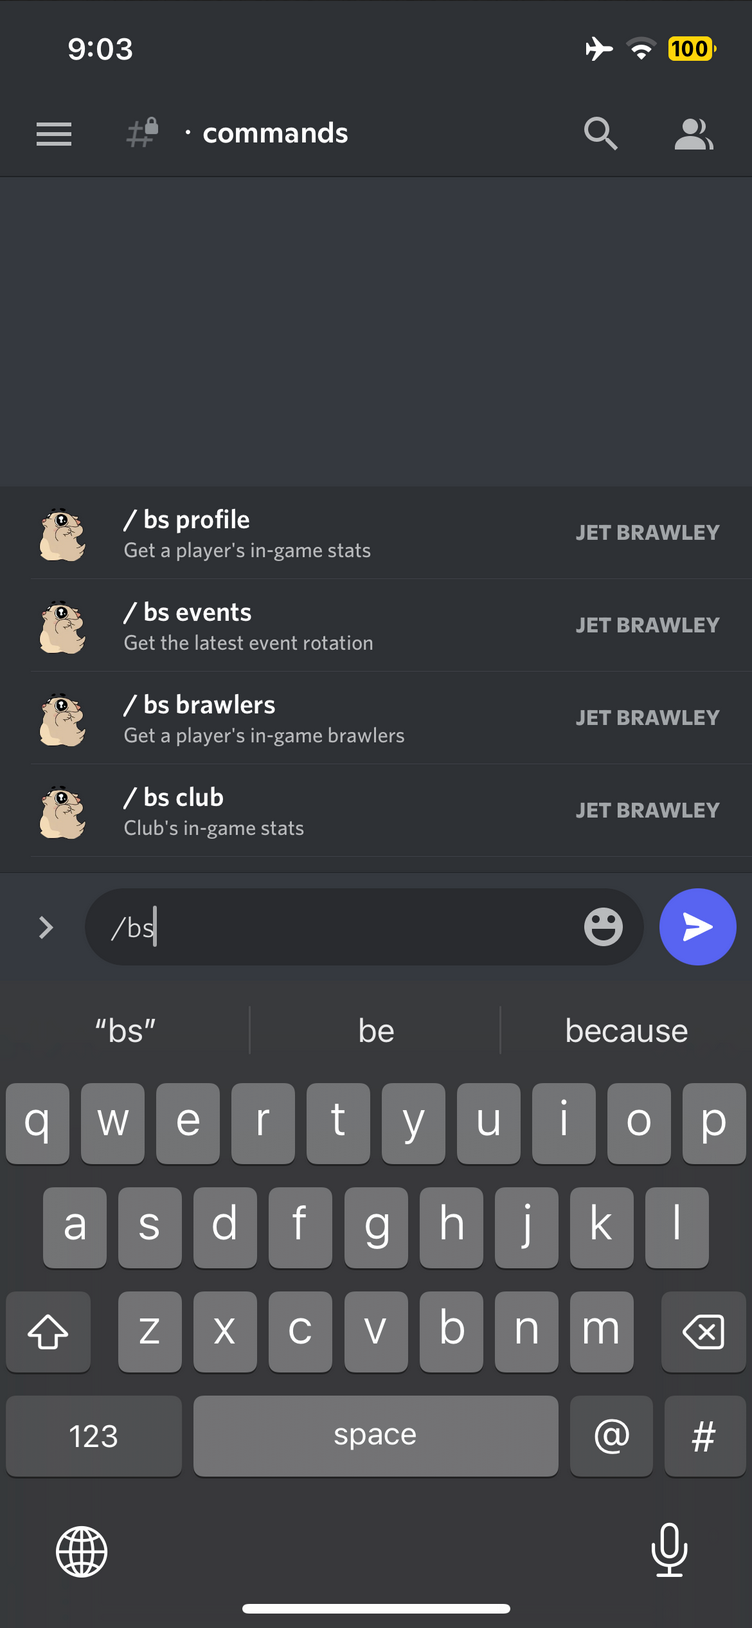 9:03
100
# · commands
/ bs profile
Get a player's in-game stats
JET BRAWLEY
/ bs events
Get the latest event rotation
JET BRAWLEY
/ bs brawlers
Get a player's in-game brawlers
JET BRAWLEY
/ bs club
Club's in-game stats
JET BRAWLEY
/bs
“bs” be because
q w e r t y u i o p
a s d f g h j k l
z x c v b n m
123 space @ #